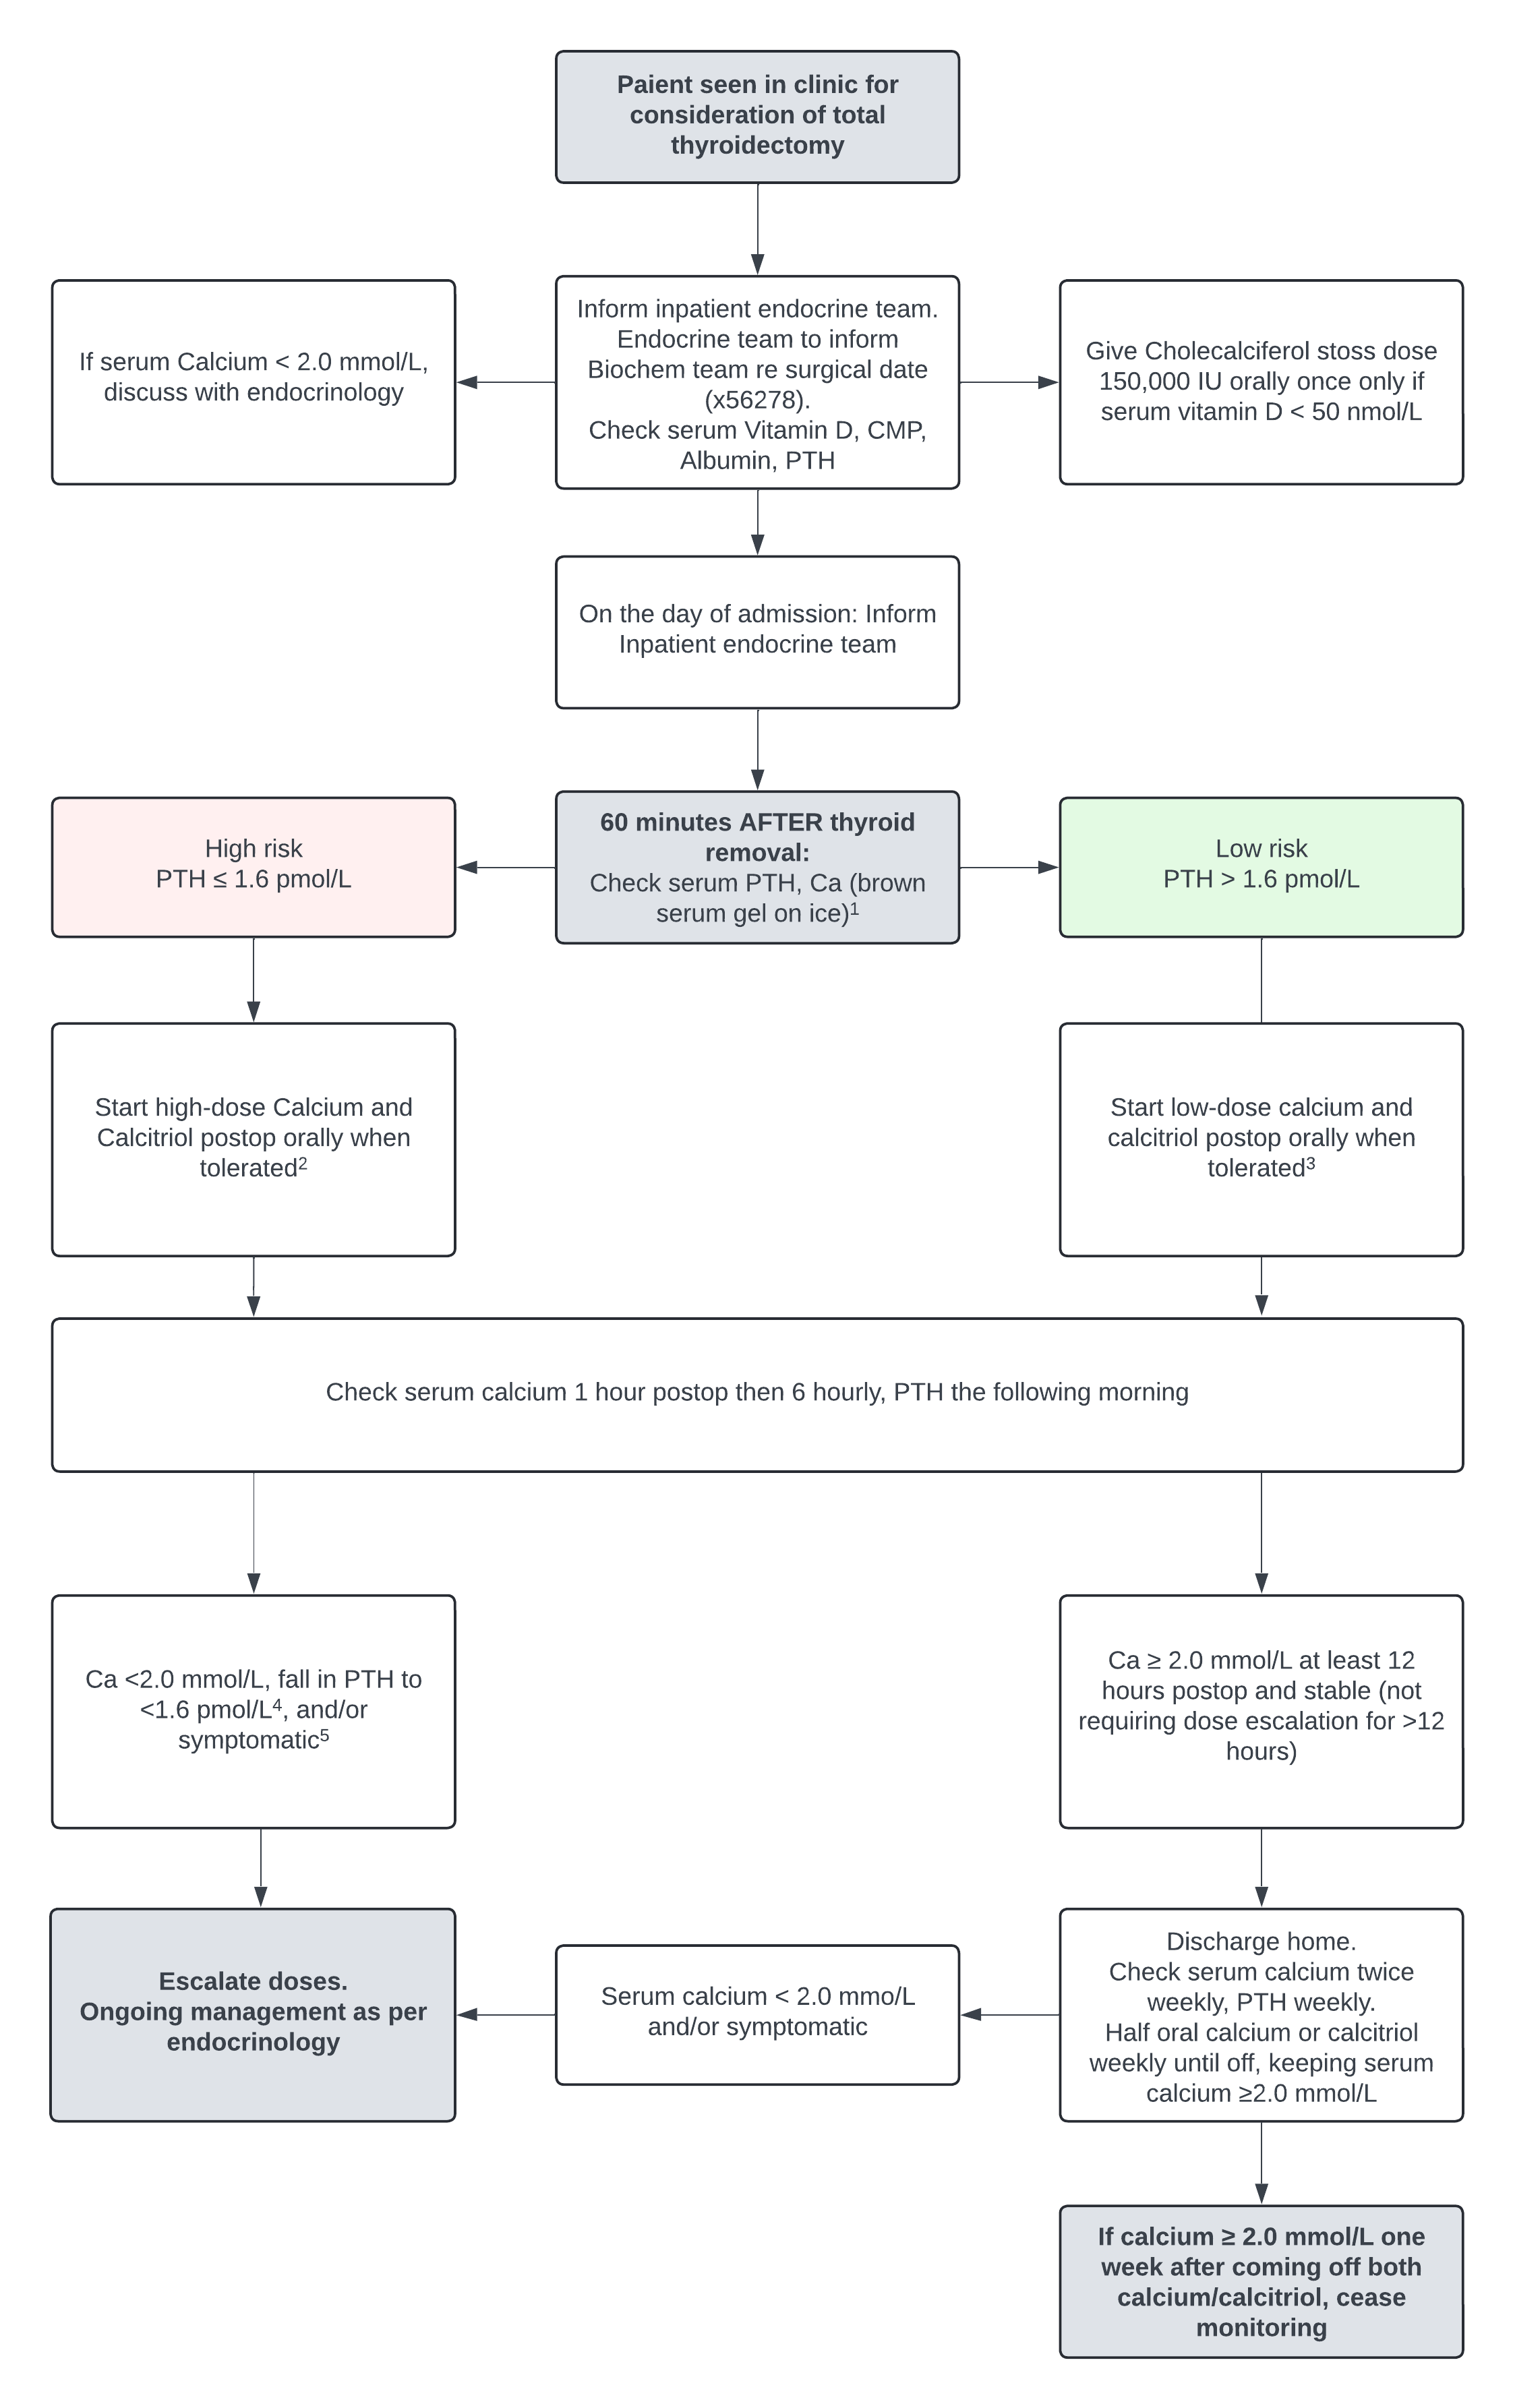 Paient seen in clinic for
consideration of total
thyroidectomy
If serum Calcium < 2.0 mmol/L,
discuss with endocrinology
Inform inpatient endocrine team.
Endocrine team to inform
Biochem team re surgical date
(x56278).
Check serum Vitamin D, CMP,
Albumin, PTH
Give Cholecalciferol stoss dose
150,000 IU orally once only if
serum vitamin D < 50 nmol/L
On the day of admission: Inform
Inpatient endocrine team
High risk
PTH ≤ 1.6 pmol/L
60 minutes AFTER thyroid
removal:
Check serum PTH, Ca (brown
serum gel on ice)¹
Low risk
PTH > 1.6 pmol/L
Start high-dose Calcium and
Calcitriol postop orally when
tolerated²
Start low-dose calcium and
calcitriol postop orally when
tolerated³
Check serum calcium 1 hour postop then 6 hourly, PTH the following morning
Ca <2.0 mmol/L, fall in PTH to
<1.6 pmol/L⁴, and/or
symptomatic⁵
Ca ≥ 2.0 mmol/L at least 12
hours postop and stable (not
requiring dose escalation for >12
hours)
Escalate doses.
Ongoing management as per
endocrinology
Serum calcium < 2.0 mmo/L
and/or symptomatic
Discharge home.
Check serum calcium twice
weekly, PTH weekly.
Half oral calcium or calcitriol
weekly until off, keeping serum
calcium ≥2.0 mmol/L
If calcium ≥ 2.0 mmol/L one
week after coming off both
calcium/calcitriol, cease
monitoring